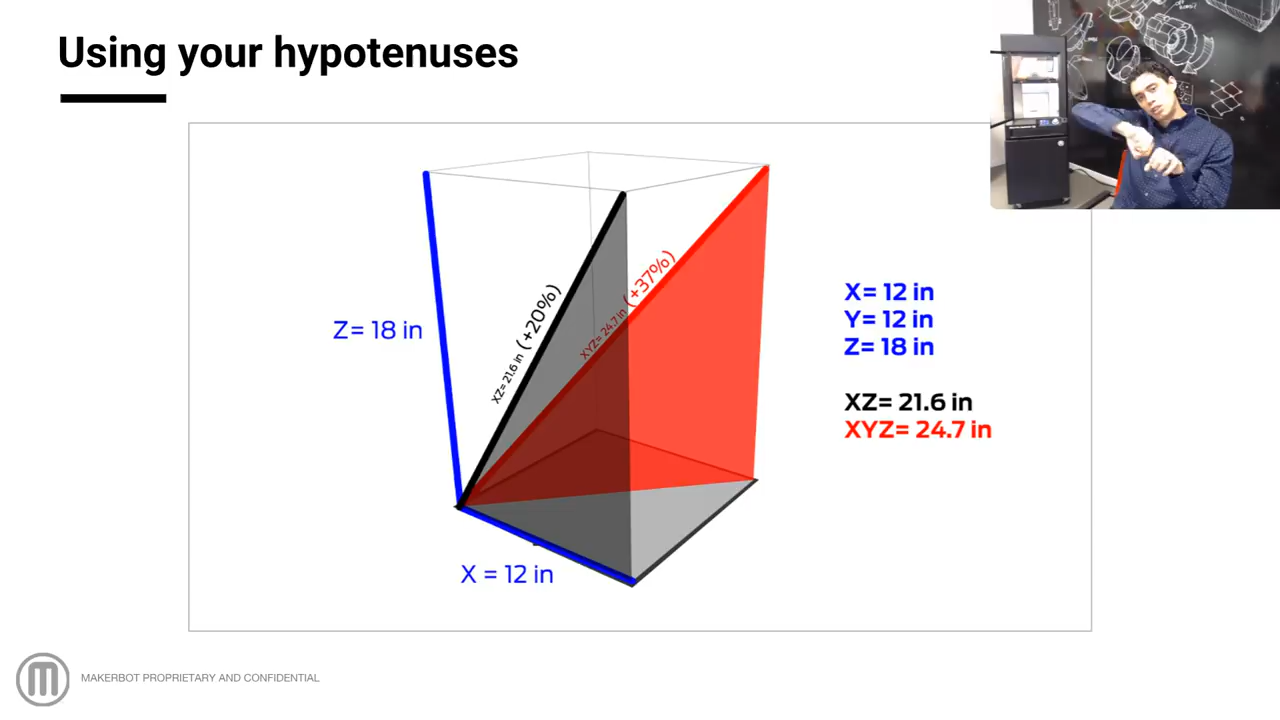 Using your hypotenuses
Z= 18 in
XZ= 21.6 in (+20%)
XYZ= 24.7 in (+37%)
X = 12 in
X= 12 in
Y= 12 in
Z= 18 in
XZ= 21.6 in
XYZ= 24.7 in
MAKERBOT PROPRIETARY AND CONFIDENTIAL